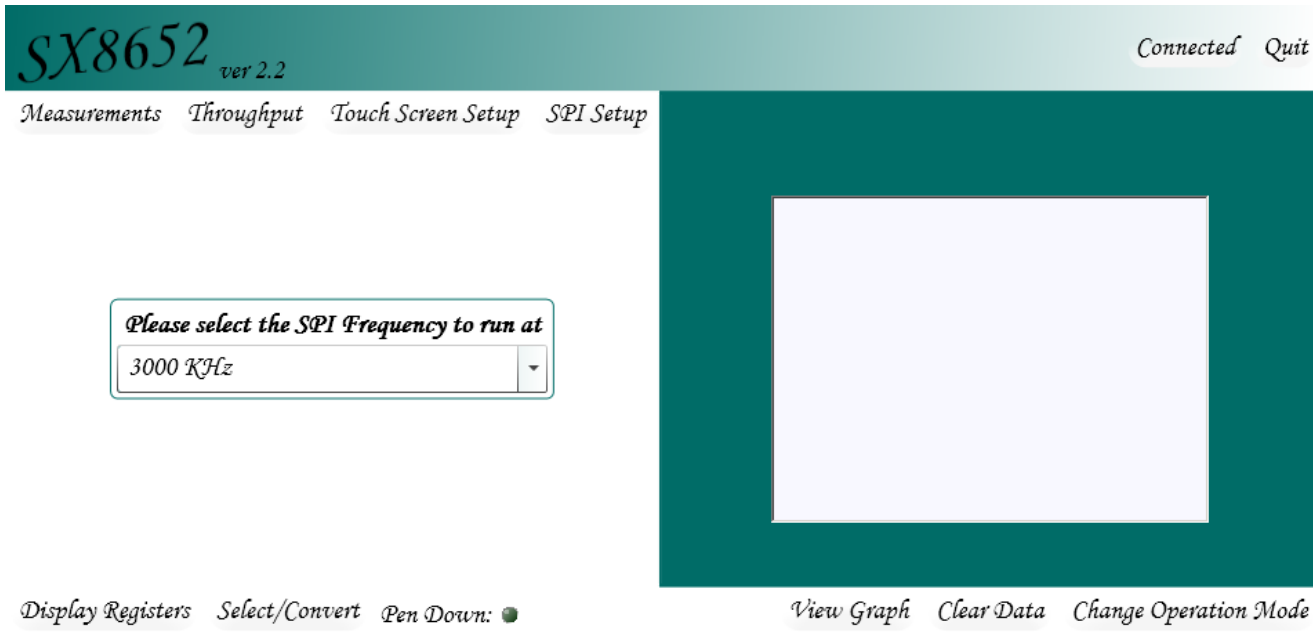 SX8652 ver 2.2
Connected Quit
Measurements Throughput Touch Screen Setup SPI Setup
Please select the SPI Frequency to run at
3000 KHz
Display Registers Select/Convert Pen Down:
View Graph Clear Data Change Operation Mode